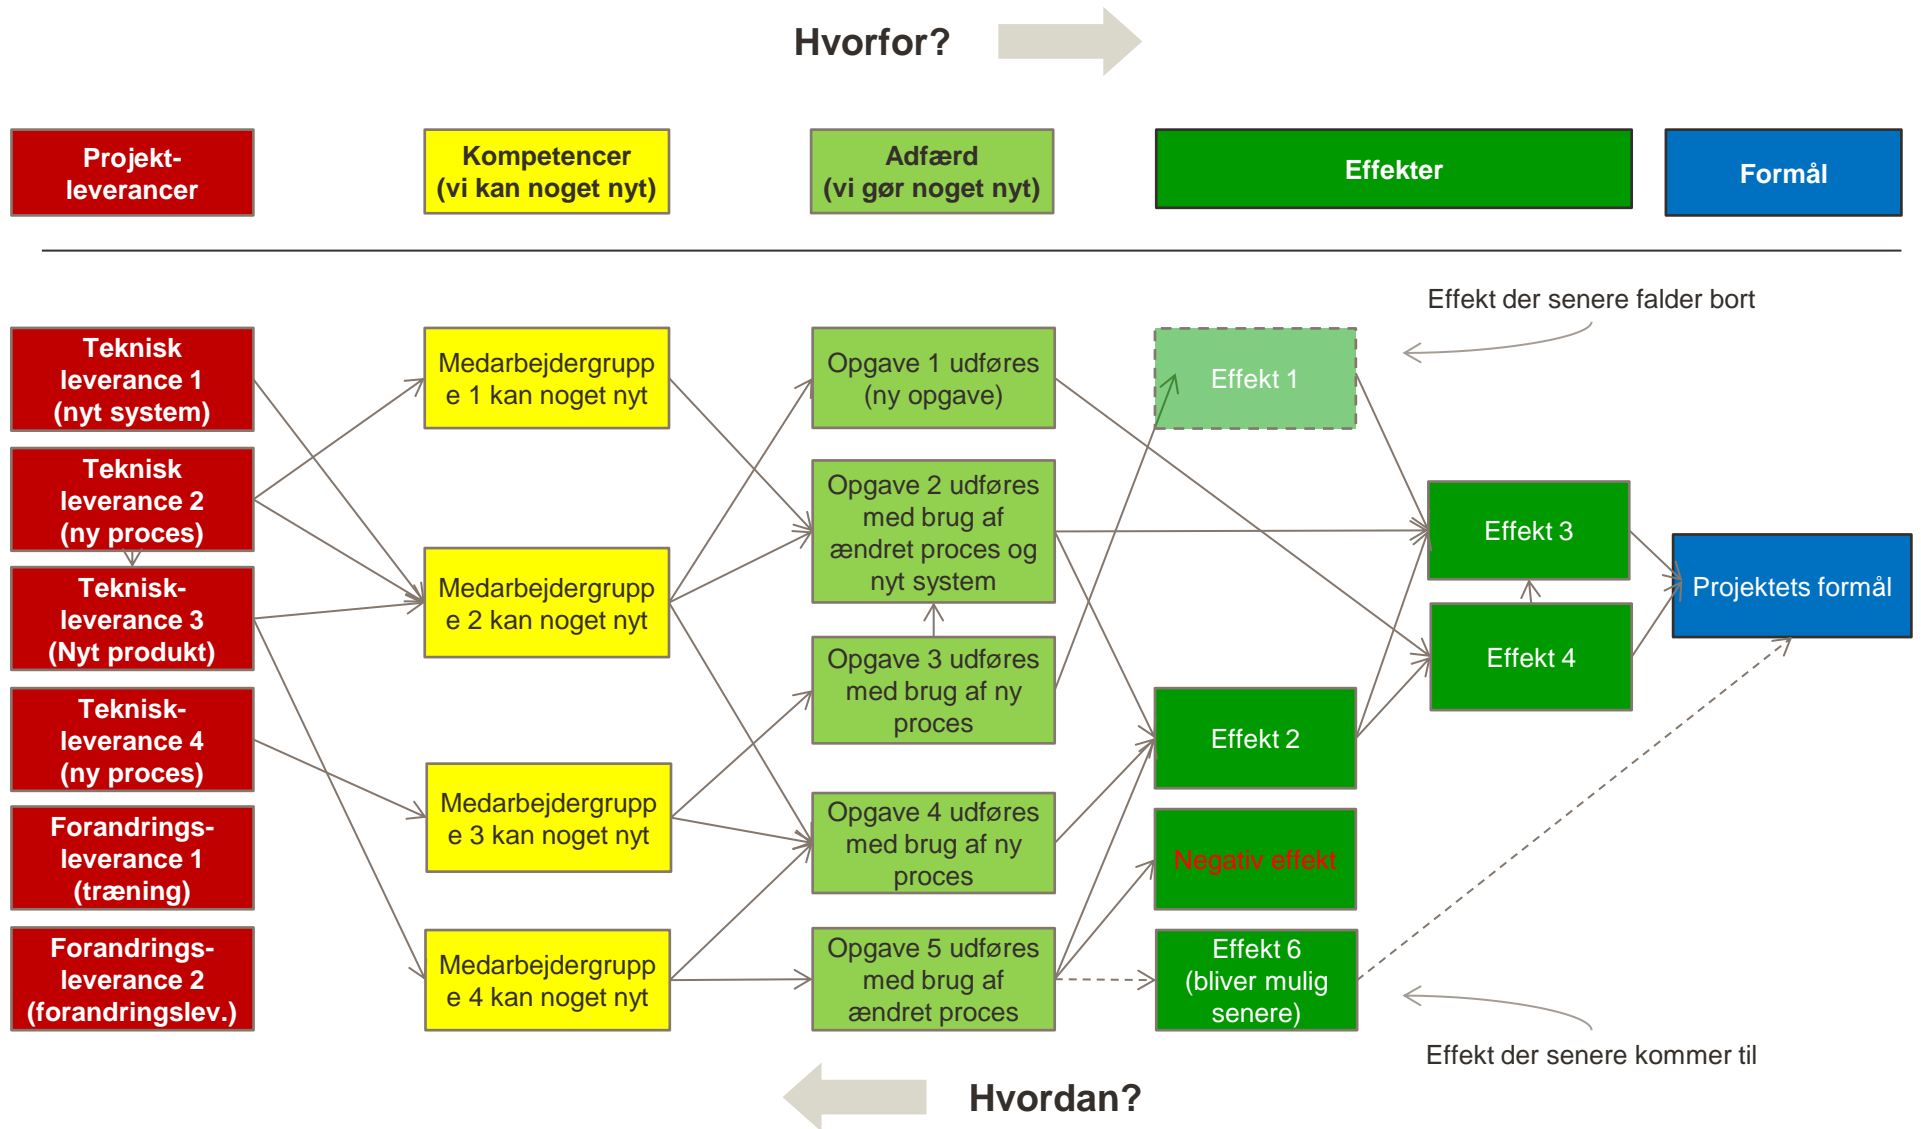 Hvorfor?
Projekt-
leverancer
Kompetencer
(vi kan noget nyt)
Adfærd
(vi gør noget nyt)
Effekter
Formål
Effekt der senere falder bort
Teknisk
leverance 1
(nyt system)
Teknisk
leverance 2
(ny proces)
Teknisk-
leverance 3
(Nyt produkt)
Teknisk-
leverance 4
(ny proces)
Forandrings-
leverance 1
(træning)
Forandrings-
leverance 2
(forandringslev.)
Medarbejdergrupp
e 1 kan noget nyt
Medarbejdergrupp
e 2 kan noget nyt
Medarbejdergrupp
e 3 kan noget nyt
Medarbejdergrupp
e 4 kan noget nyt
Opgave 1 udføres
(ny opgave)
Opgave 2 udføres
med brug af
ændret proces og
nyt system
Opgave 3 udføres
med brug af ny
proces
Opgave 4 udføres
med brug af ny
proces
Opgave 5 udføres
med brug af
ændret proces
Effekt 1
Effekt 2
Negativ effekt
Effekt 6
(bliver mulig
senere)
Effekt 3
Effekt 4
Projektets formål
Effekt der senere kommer til
Hvordan?